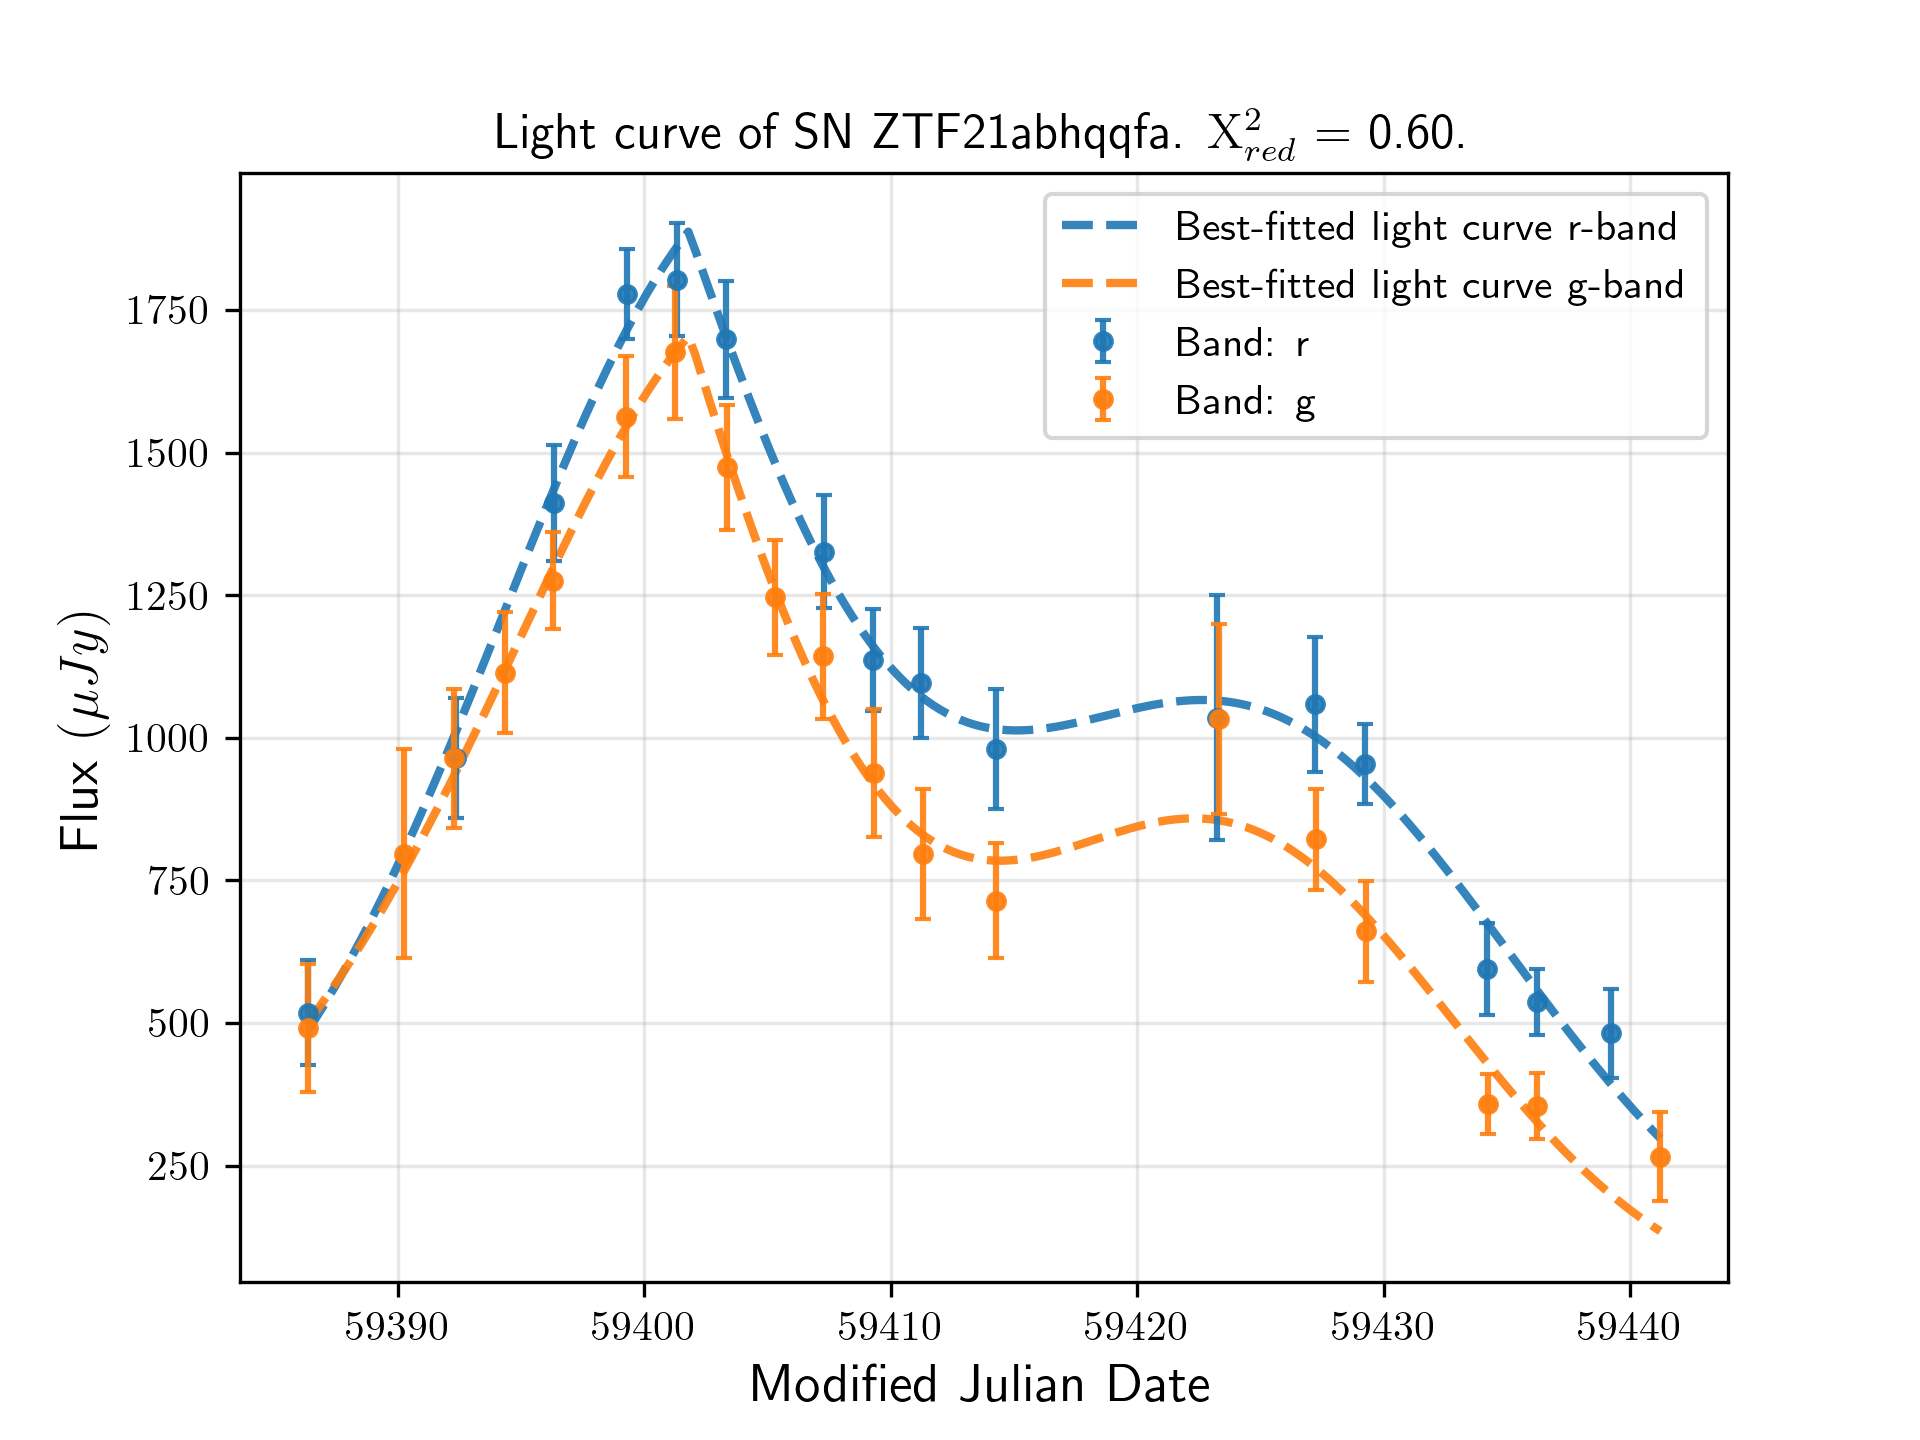 Light curve of SN ZTF21abhqqfa. X²_red = 0.60.
Best-fitted light curve r-band
Best-fitted light curve g-band
Band: r
Band: g
Flux (μJy)
1750
1500
1250
1000
750
500
250
59390 59400 59410 59420 59430 59440
Modified Julian Date